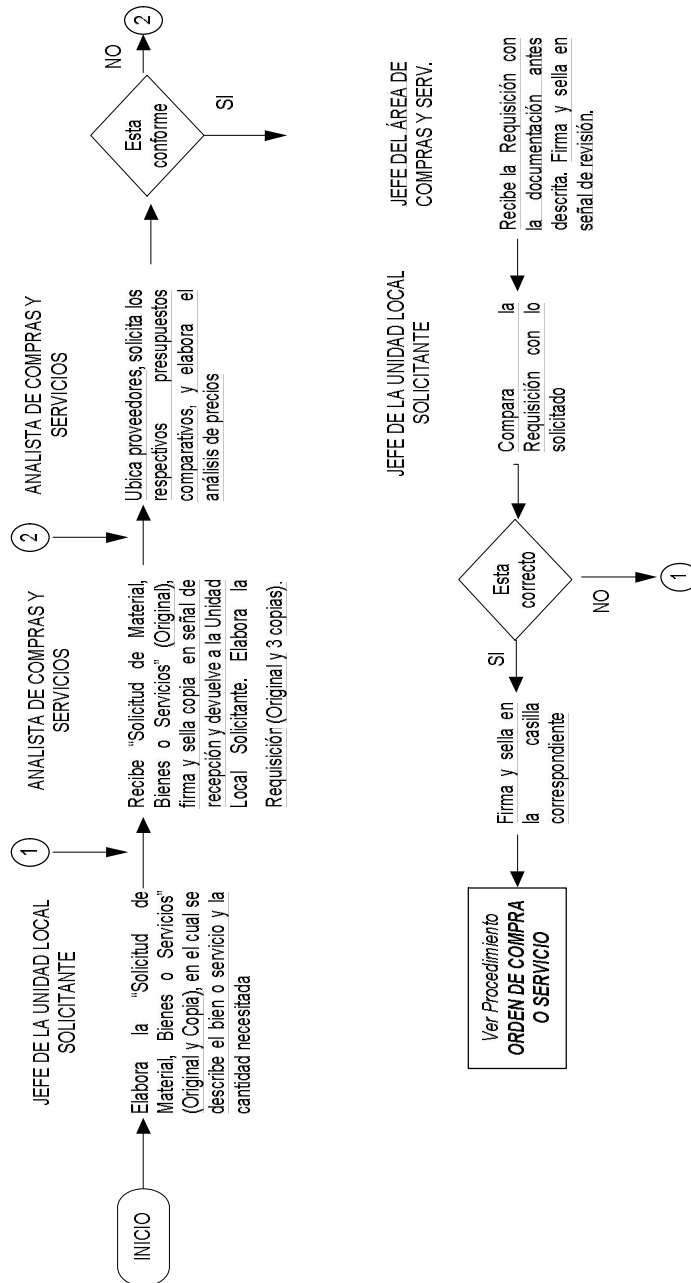 INICIO
JEFE DE LA UNIDAD LOCAL
SOLICITANTE
Elabora la “Solicitud de
Material, Bienes o Servicios”
(Original y Copia), en el cual se
describe el bien o servicio y la
cantidad necesitada
1
ANALISTA DE COMPRAS Y
SERVICIOS
Recibe “Solicitud de Material,
Bienes o Servicios” (Original),
firma y sella copia en señal de
recepción y devuelve a la Unidad
Local Solicitante. Elabora la
Requisición (Original y 3 copias).
2
ANALISTA DE COMPRAS Y
SERVICIOS
Ubica proveedores, solicita los
respectivos presupuestos
comparativos, y elabora el
análisis de precios
Esta
conforme
NO
2
SI
JEFE DEL ÁREA DE
COMPRAS Y SERV.
Recibe la Requisición con
la documentación antes
descrita. Firma y sella en
señal de revisión.
JEFE DE LA UNIDAD LOCAL
SOLICITANTE
Compara la
Requisición con lo
solicitado
Esta
correcto
NO
1
SI
Firma y sella en
la casilla
correspondiente
Ver Procedimiento
ORDEN DE COMPRA
O SERVICIO